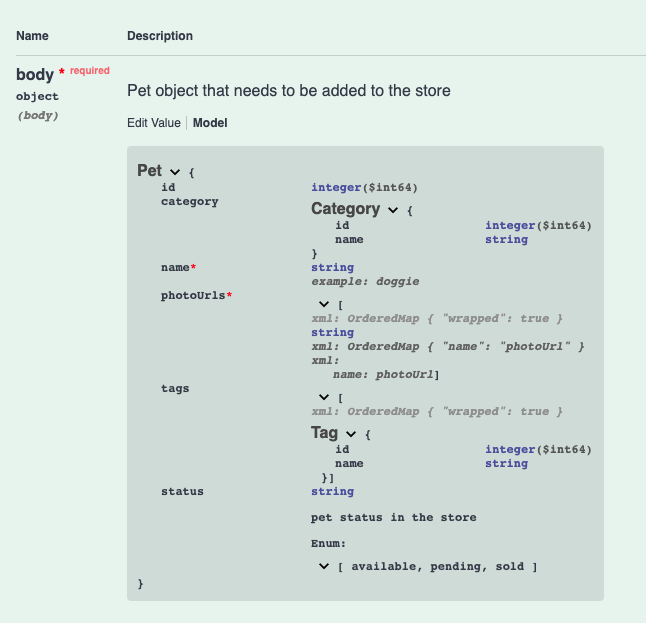 Name Description
body * required
object
(body)
Pet object that needs to be added to the store
Edit Value Model
Pet {
id integer($int64)
category
Category {
id integer($int64)
name string
}
name* string
example: doggie
photoUrls*
[
xml: OrderedMap { "wrapped": true }
string
xml: OrderedMap { "name": "photoUrl" }
xml:
name: photoUrl]
tags
[
xml: OrderedMap { "wrapped": true }
Tag {
id integer($int64)
name string
}]
status string
pet status in the store
Enum:
[ available, pending, sold ]
}